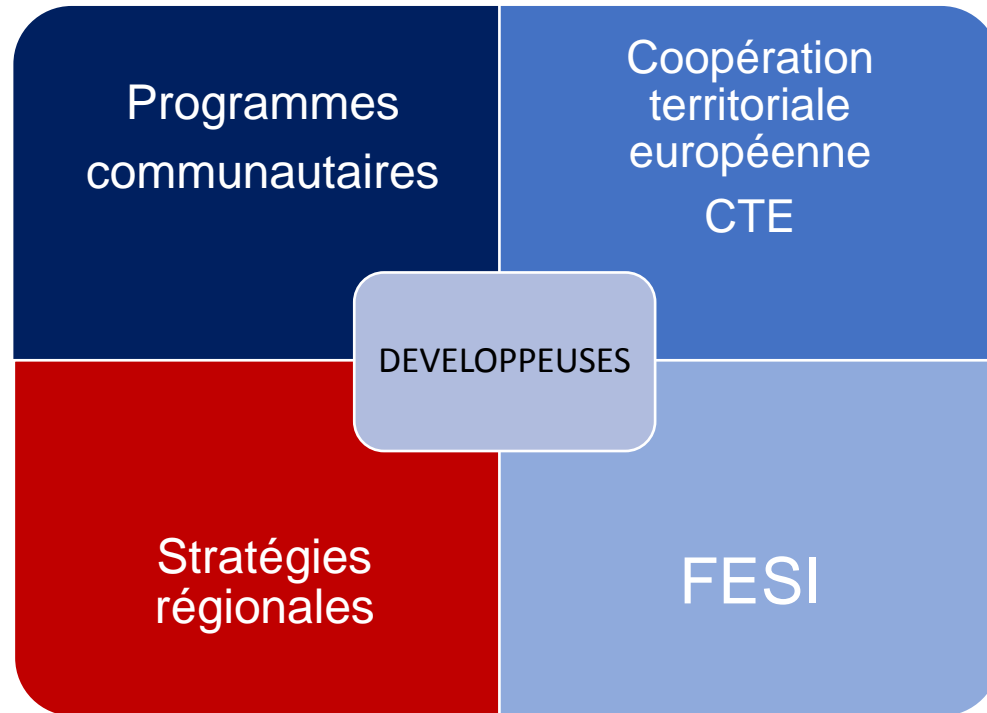 Programmes
communautaires
Coopération
territoriale
européenne
CTE
DEVELOPPEUSES
Stratégies
régionales
FESI